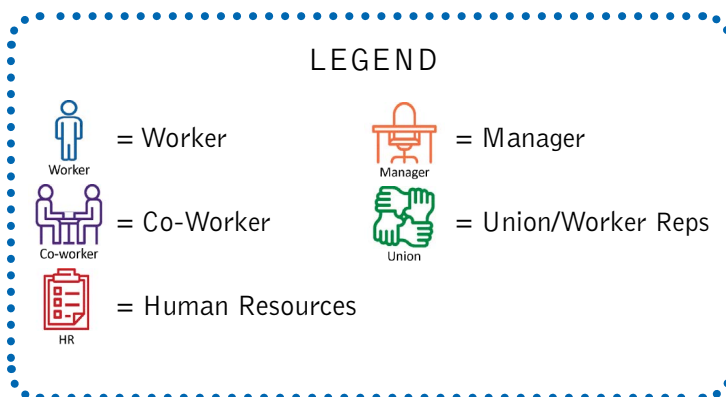 LEGEND
= Worker
Worker
= Manager
Manager
= Co-Worker
Co-worker
= Union/Worker Reps
Union
= Human Resources
HR